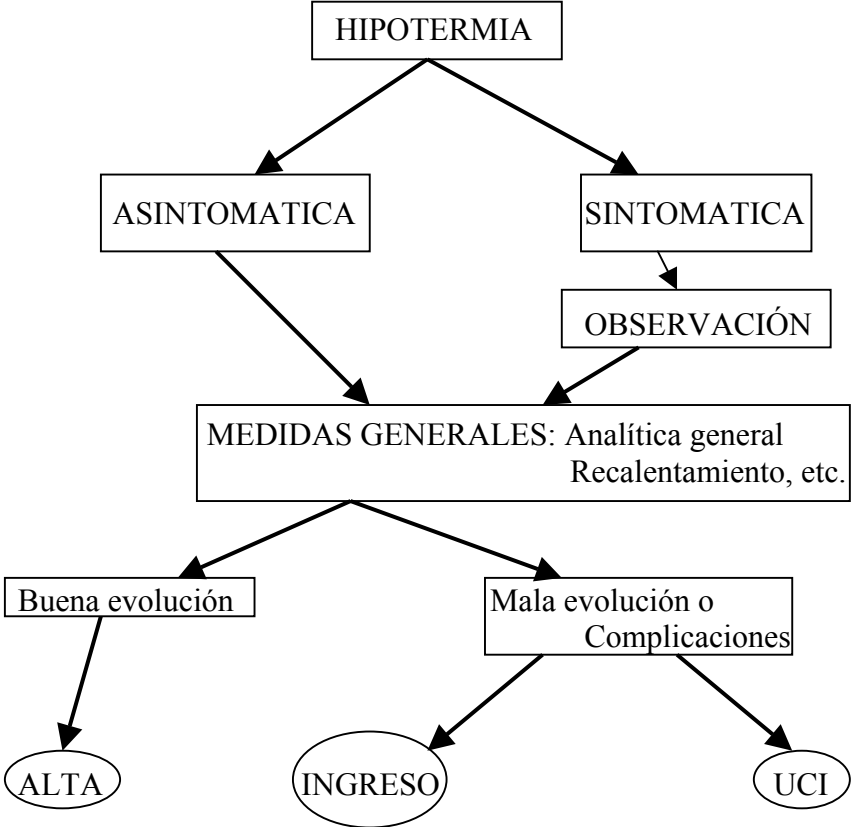 HIPOTERMIA
ASINTOMATICA
SINTOMATICA
OBSERVACIÓN
MEDIDAS GENERALES: Analítica general
Recalentamiento, etc.
Buena evolución
Mala evolución o
Complicaciones
ALTA
INGRESO
UCI